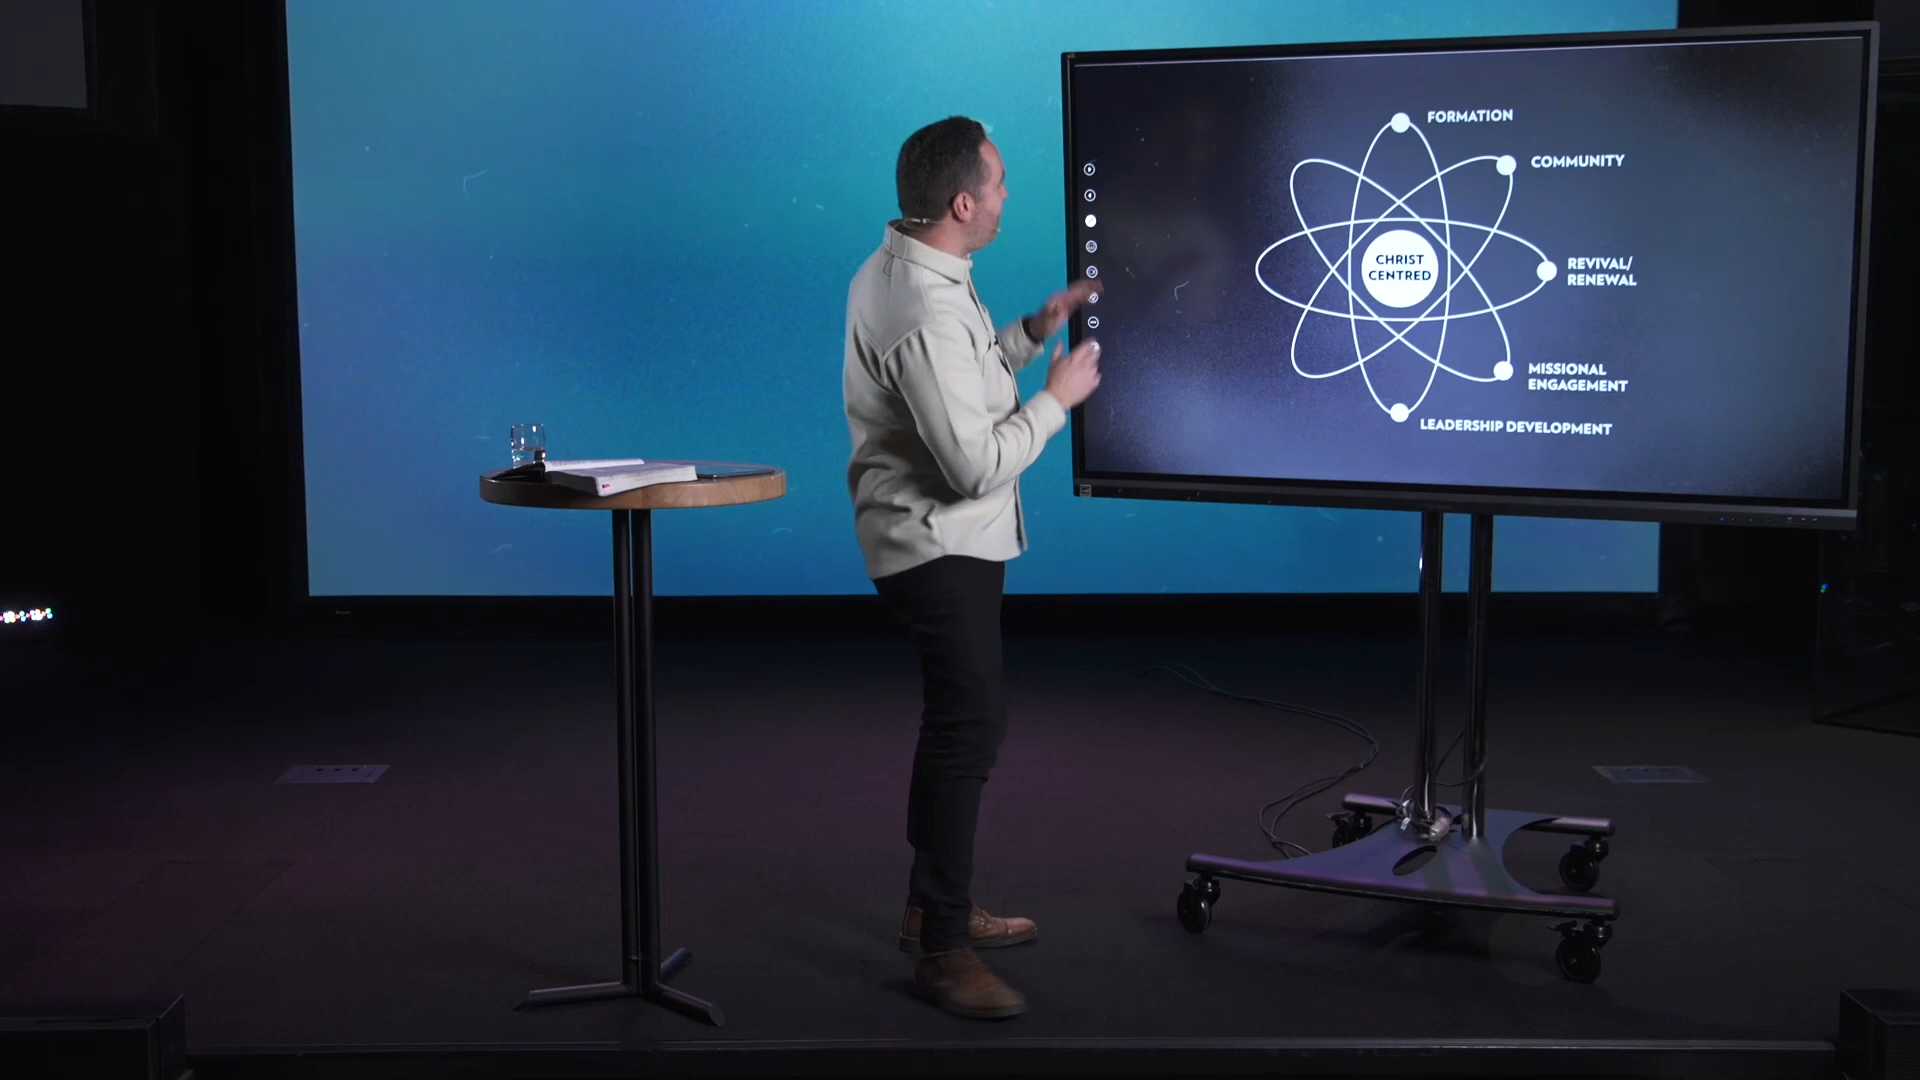 FORMATION
COMMUNITY
CHRIST
CENTRED
REVIVAL/
RENEWAL
MISSIONAL
ENGAGEMENT
LEADERSHIP DEVELOPMENT